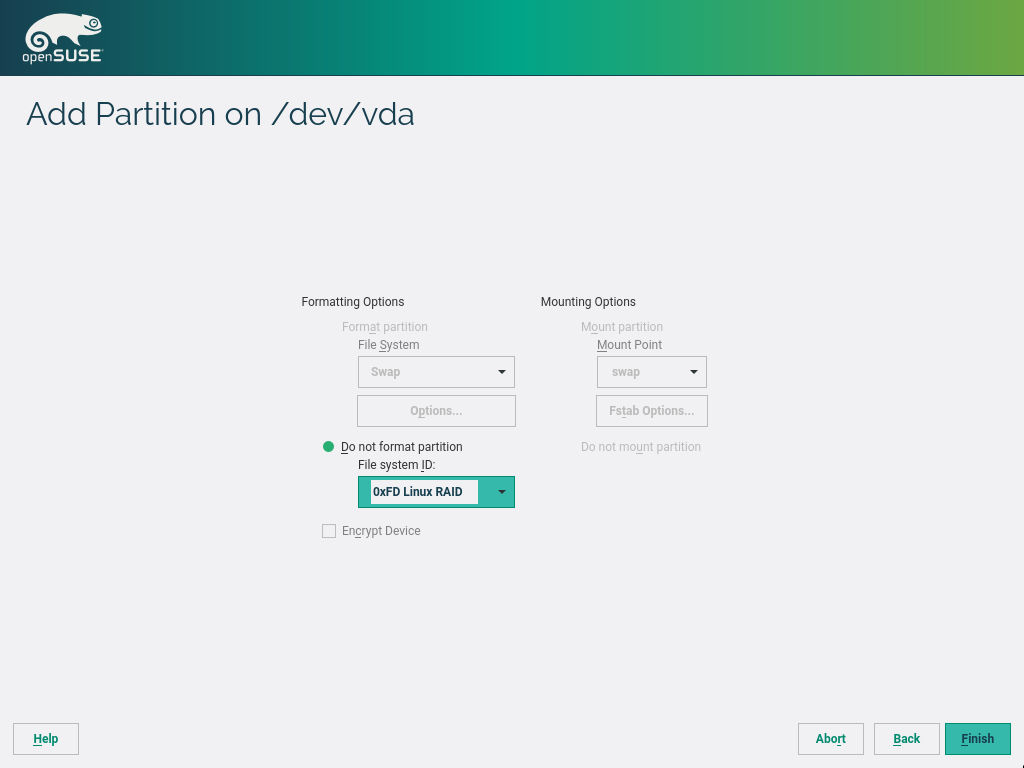 openSUSE
Add Partition on /dev/vda
Formatting Options
Format partition
File System
Swap
Options...
Do not format partition
File system ID:
0xFD Linux RAID
Encrypt Device
Mounting Options
Mount partition
Mount Point
swap
Fstab Options...
Do not mount partition
Help
Abort
Back
Finish